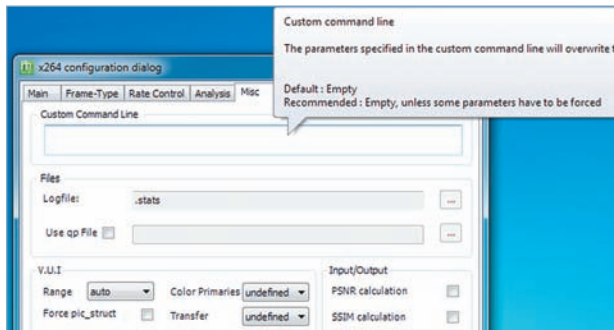 Custom command line
The parameters specified in the custom command line will overwrite
Default : Empty
Recommended : Empty, unless some parameters have to be forced
x264 configuration dialog
Main Frame-Type Rate Control Analysis Misc
Custom Command Line
Files
Logfile: .stats ...
Use qp File ...
V.U.I
Range auto Color Primaries undefined
Force pic_struct Transfer undefined
Input/Output
PSNR calculation
SSIM calculation